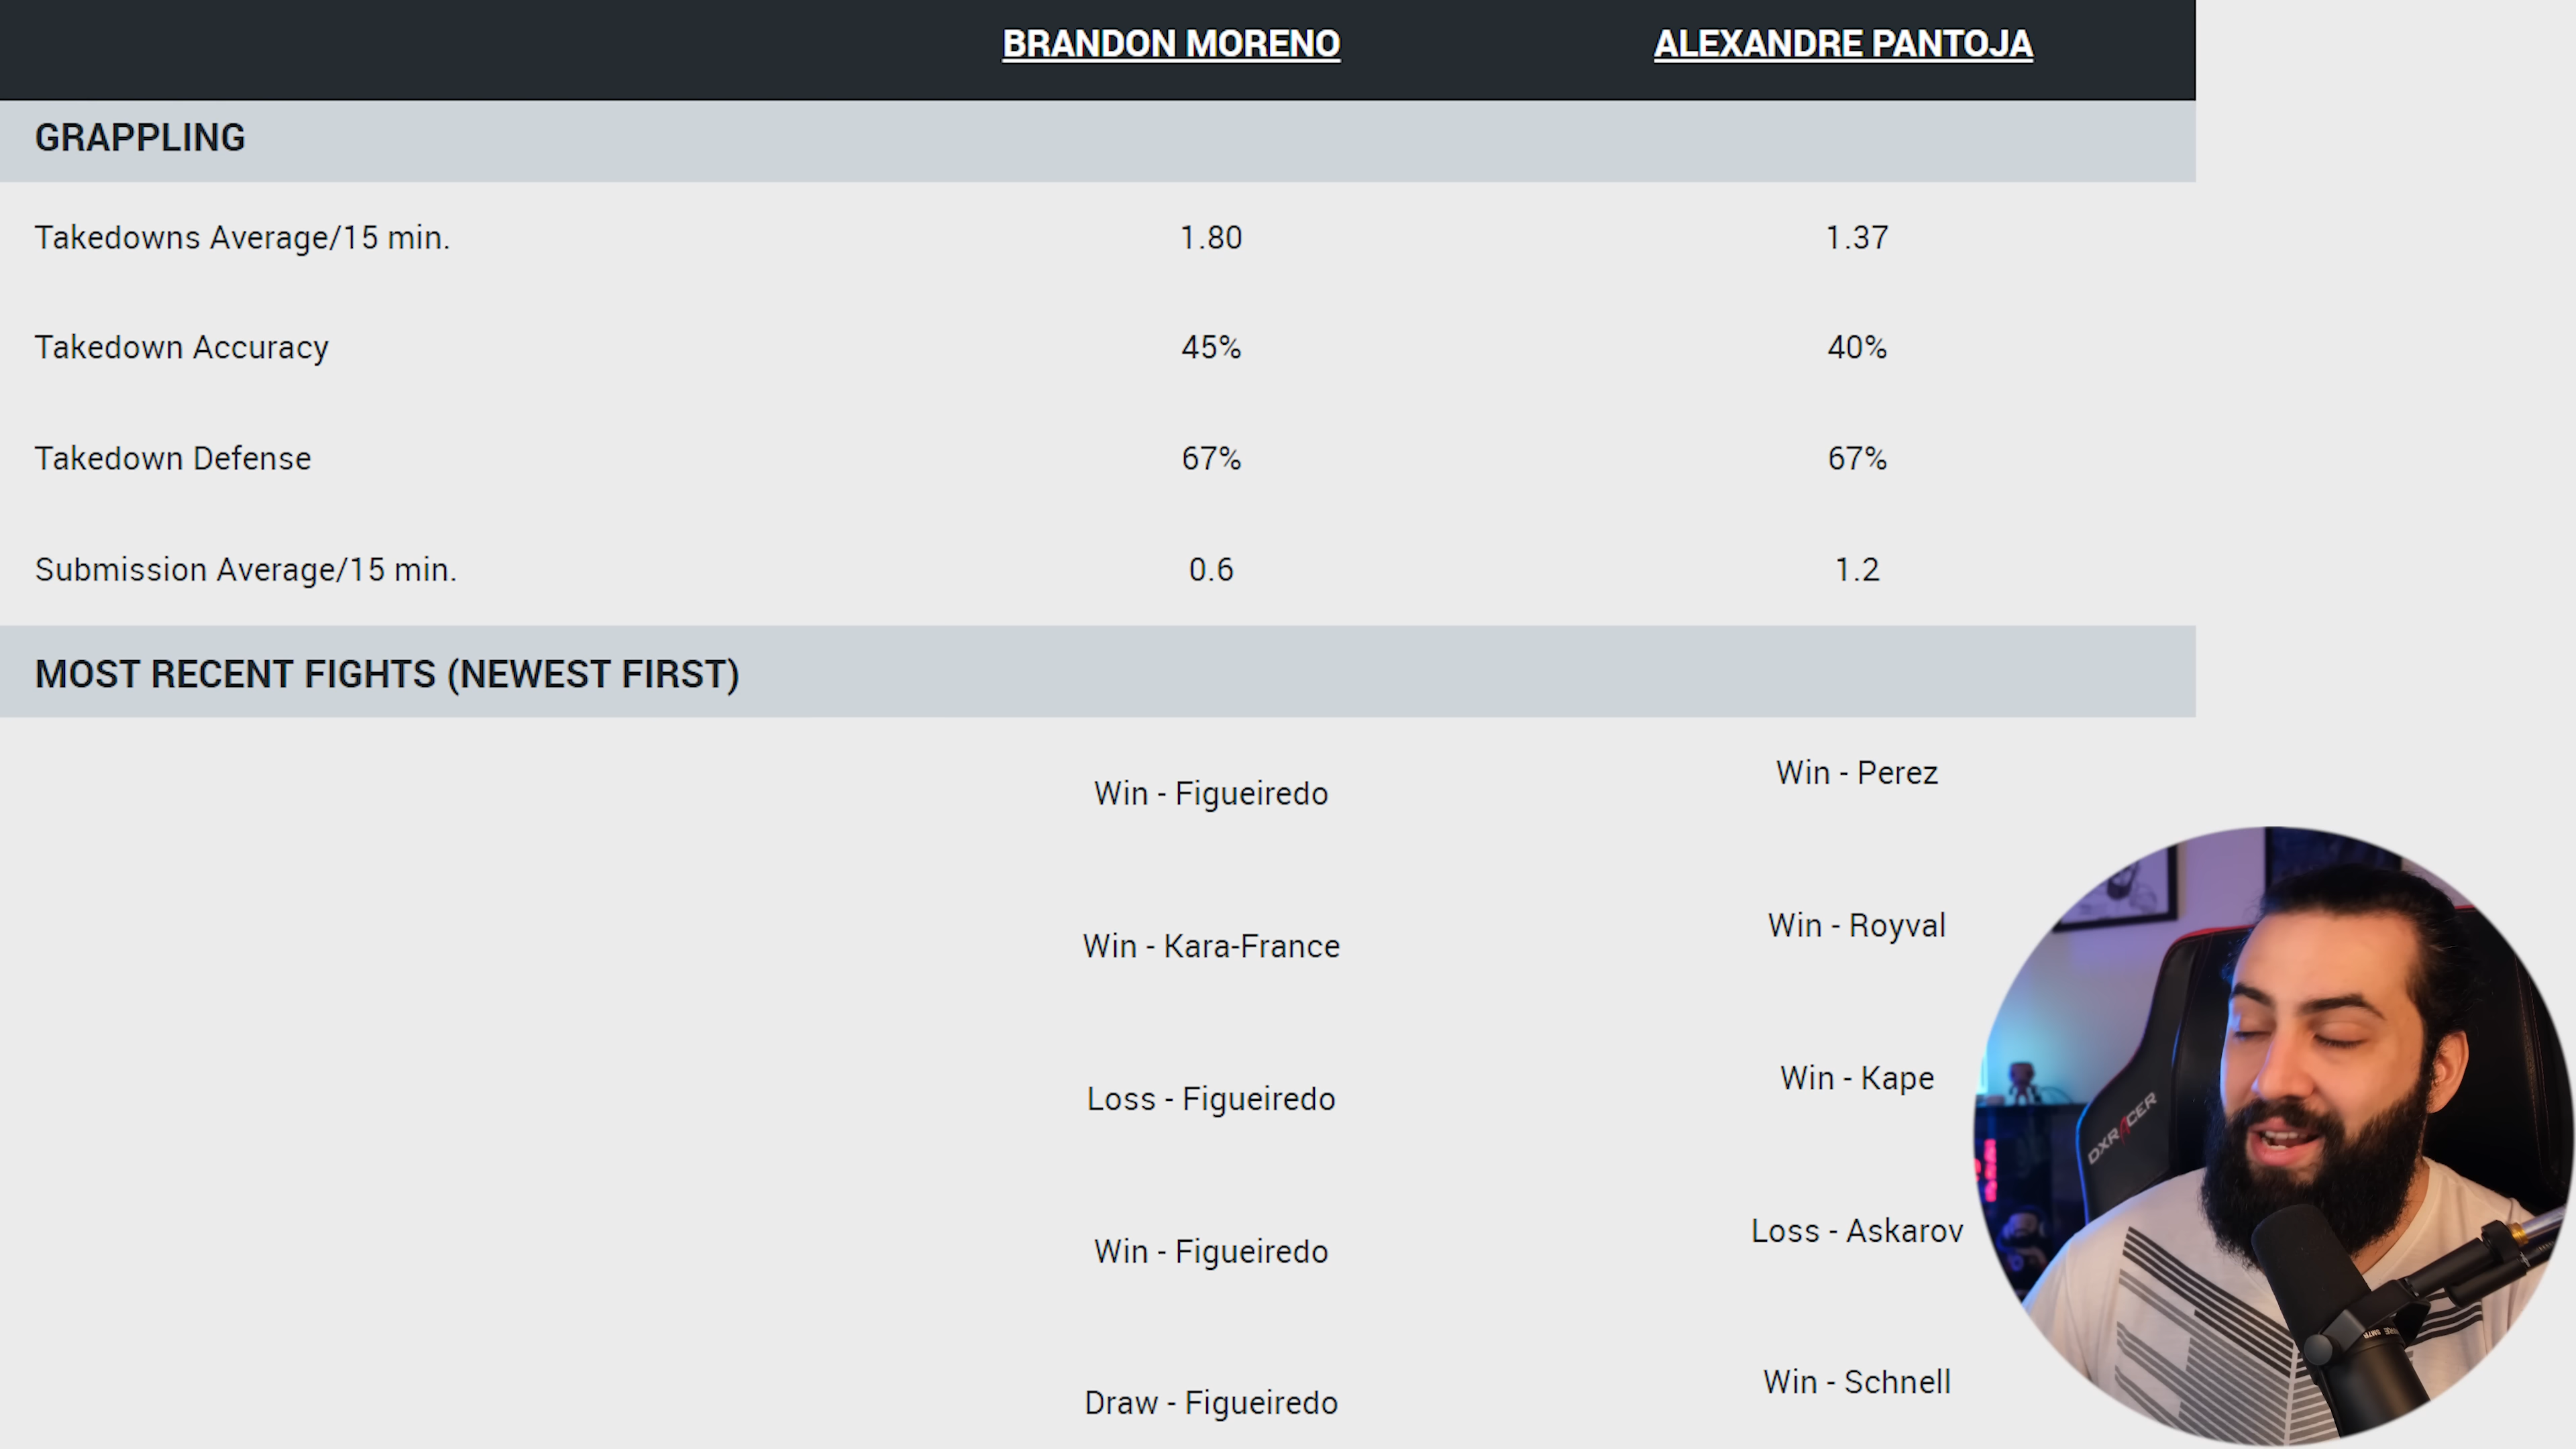 BRANDON MORENO ALEXANDRE PANTOJA
GRAPPLING
Takedowns Average/15 min. 1.80 1.37
Takedown Accuracy 45% 40%
Takedown Defense 67% 67%
Submission Average/15 min. 0.6 1.2
MOST RECENT FIGHTS (NEWEST FIRST)
Win - Figueiredo Win - Perez
Win - Kara-France Win - Royval
Loss - Figueiredo Win - Kape
Win - Figueiredo Loss - Askarov
Draw - Figueiredo Win - Schnell
DXRACER